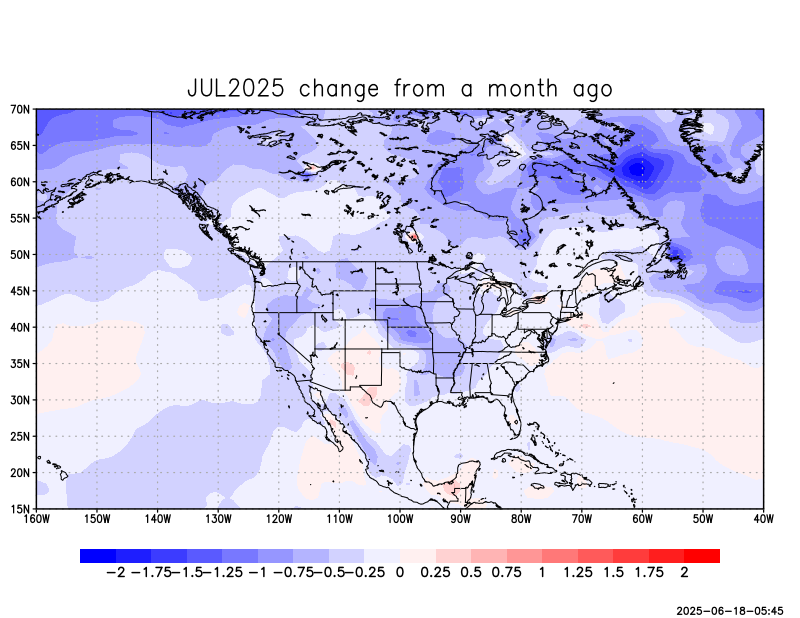 JUL2025 change from a month ago
70N
65N
60N
55N
50N
45N
40N
35N
30N
25N
20N
15N
160W 150W 140W 130W 120W 110W 100W 90W 80W 70W 60W 50W 40W
−2 −1.75 −1.5 −1.25 −1 −0.75 −0.5 −0.25 0 0.25 0.5 0.75 1 1.25 1.5 1.75 2
2025-06-18-05:45